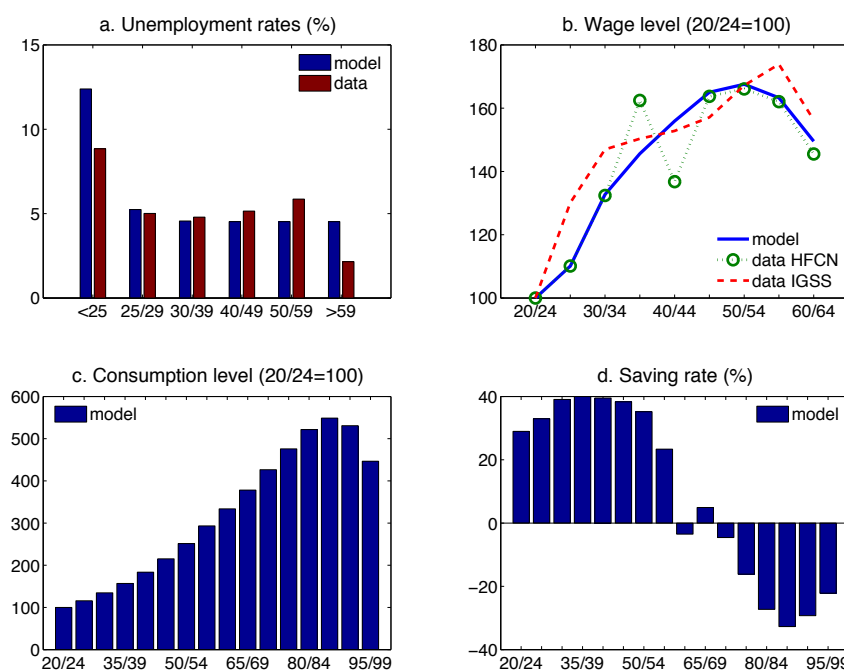 a. Unemployment rates (%)
15
10
5
0
<25 25/29 30/39 40/49 50/59 >59
model
data
b. Wage level (20/24=100)
180
160
140
120
100
20/24 30/34 40/44 50/54 60/64
model
data HFCN
data IGSS
c. Consumption level (20/24=100)
600
500
400
300
200
100
0
20/24 35/39 50/54 65/69 80/84 95/99
model
d. Saving rate (%)
40
20
0
−20
−40
20/24 35/39 50/54 65/69 80/84 95/99
model